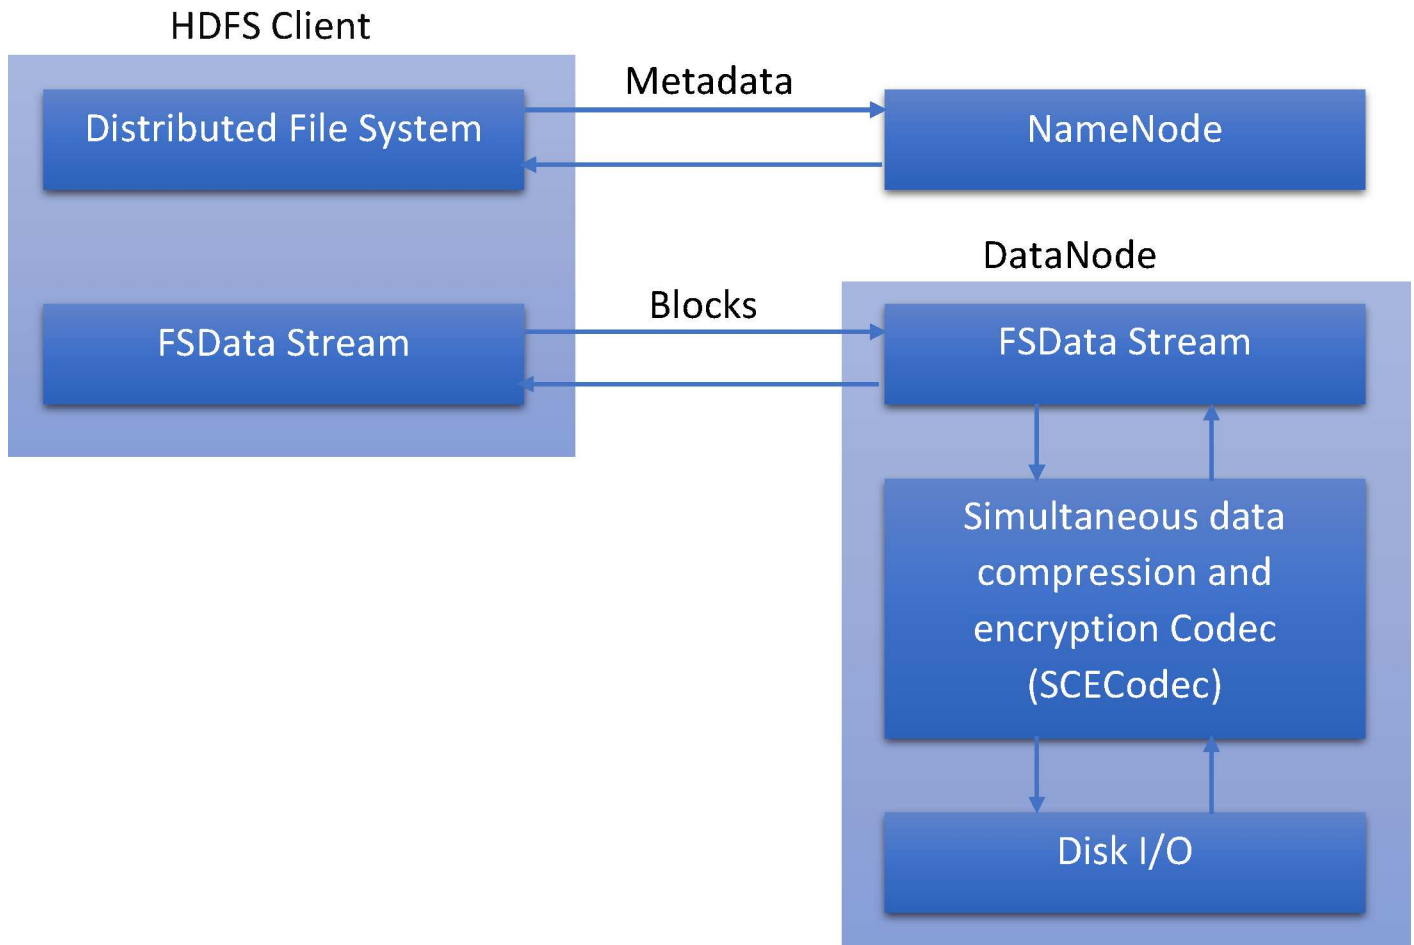 HDFS Client
Metadata
Distributed File System
NameNode
DataNode
Blocks
FSData Stream
FSData Stream
Simultaneous data
compression and
encryption Codec
(SCECodec)
Disk I/O